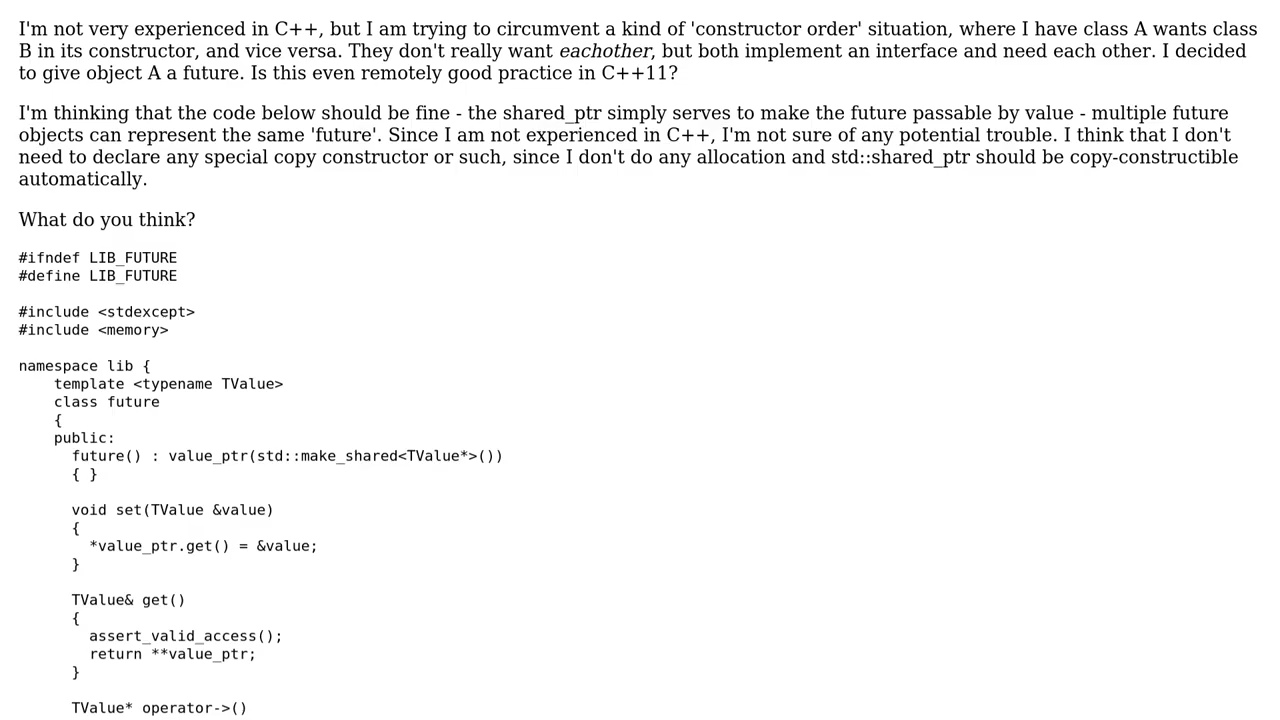 I'm not very experienced in C++, but I am trying to circumvent a kind of 'constructor order' situation, where I have class A wants class
B in its constructor, and vice versa. They don't really want eachother, but both implement an interface and need each other. I decided
to give object A a future. Is this even remotely good practice in C++11?
I'm thinking that the code below should be fine - the shared_ptr simply serves to make the future passable by value - multiple future
objects can represent the same 'future'. Since I am not experienced in C++, I'm not sure of any potential trouble. I think that I don't
need to declare any special copy constructor or such, since I don't do any allocation and std::shared_ptr should be copy-constructible
automatically.
What do you think?
#ifndef LIB_FUTURE
#define LIB_FUTURE
#include <stdexcept>
#include <memory>
namespace lib {
    template <typename TValue>
    class future
    {
    public:
      future() : value_ptr(std::make_shared<TValue*>())
      { }
      void set(TValue &value)
      {
        *value_ptr.get() = &value;
      }
      TValue& get()
      {
        assert_valid_access();
        return **value_ptr;
      }
      TValue* operator->()